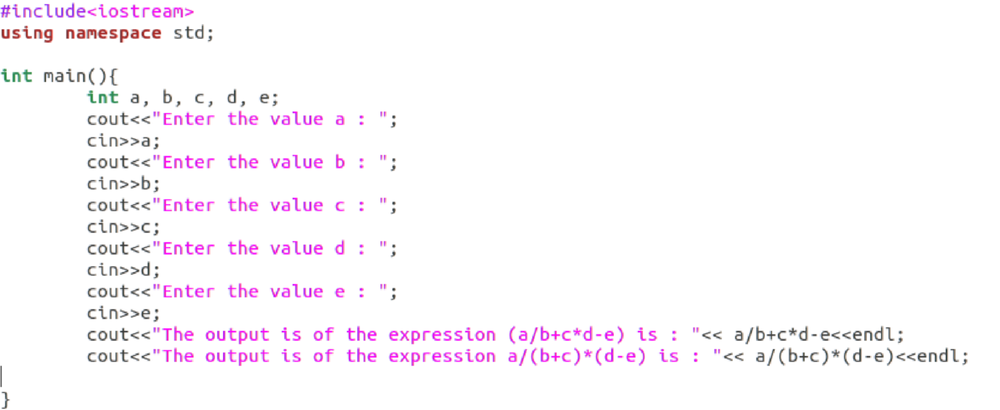 #include<iostream>
using namespace std;

int main(){
        int a, b, c, d, e;
        cout<<"Enter the value a : ";
        cin>>a;
        cout<<"Enter the value b : ";
        cin>>b;
        cout<<"Enter the value c : ";
        cin>>c;
        cout<<"Enter the value d : ";
        cin>>d;
        cout<<"Enter the value e : ";
        cin>>e;
        cout<<"The output is of the expression (a/b+c*d-e) is : "<< a/b+c*d-e<<endl;
        cout<<"The output is of the expression a/(b+c)*(d-e) is : "<< a/(b+c)*(d-e)<<endl;

}